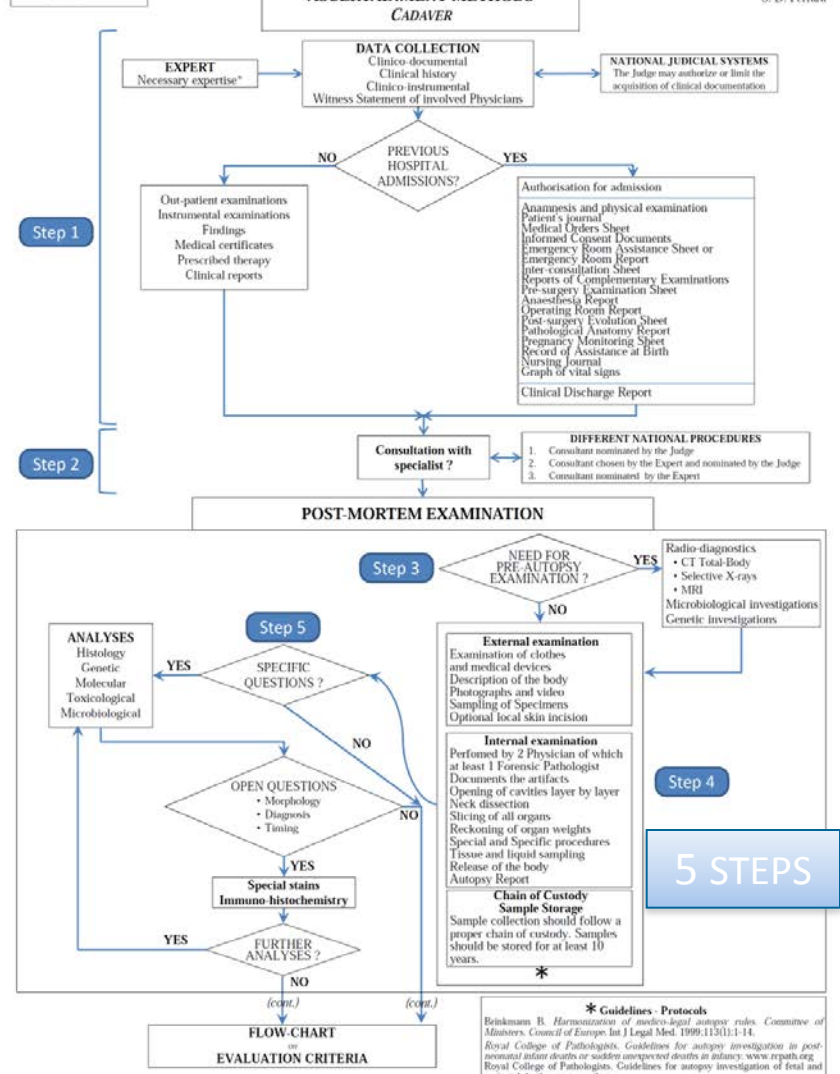 CADAVER
Step 1
EXPERT
Necessary expertise*
DATA COLLECTION
Clinico-documental
Clinical history
Clinico-instrumental
Witness Statement of involved Physicians
NATIONAL JUDICIAL SYSTEMS
The Judge may authorize or limit the
acquisition of clinical documentation
PREVIOUS
HOSPITAL
ADMISSIONS?
NO
YES
Out-patient examinations
Instrumental examinations
Findings
Medical certificates
Prescribed therapy
Clinical reports
Authorisation for admission
Anamnesis and physical examination
Patient's journal
Medical Orders Sheet
Informed Consent Documents
Emergency Room Assistance Sheet or
Emergency Room Report
Inter-consultation Sheet
Reports of Complementary Examinations
Pre-surgery Examination Sheet
Anaesthesia Report
Operating Room Report
Post-surgery Evolution Sheet
Pathological Anatomy Report
Pregnancy Monitoring Sheet
Record of Assistance at Birth
Nursing Journal
Graph of vital signs
Clinical Discharge Report
Step 2
Consultation with
specialist ?
DIFFERENT NATIONAL PROCEDURES
1. Consultant nominated by the Judge
2. Consultant chosen by the Expert and nominated by the Judge
3. Consultant nominated by the Expert
POST-MORTEM EXAMINATION
Step 3
NEED FOR
PRE-AUTOPSY
EXAMINATION ?
YES
NO
Radio-diagnostics
• CT Total-Body
• Selective X-rays
• MRI
Microbiological investigations
Genetic investigations
Step 5
ANALYSES
Histology
Genetic
Molecular
Toxicological
Microbiological
YES
SPECIFIC
QUESTIONS ?
NO
External examination
Examination of clothes
and medical devices
Description of the body
Photographs and video
Sampling of Specimens
Optional local skin incision
Internal examination
Perfomed by 2 Physician of which
at least 1 Forensic Pathologist
Documents the artifacts
Opening of cavities layer by layer
Neck dissection
Slicing of all organs
Reckoning of organ weights
Special and Specific procedures
Tissue and liquid sampling
Release of the body
Autopsy Report
Step 4
5 STEPS
Chain of Custody
Sample Storage
Sample collection should follow a
proper chain of custody. Samples
should be stored for at least 10
years.
*
OPEN QUESTIONS
• Morphology
• Diagnosis
• Timing
NO
YES
Special stains
Immuno-histochemistry
YES
FURTHER
ANALYSES ?
NO
(cont.)
(cont.)
FLOW-CHART
on
EVALUATION CRITERIA
* Guidelines - Protocols
Brinkmann B. Harmonization of medico-legal autopsy rules. Committee of
Ministers. Council of Europe. Int J Legal Med. 1999;113(1):1-14.
Royal College of Pathologists. Guidelines for autopsy investigation in post-
neonatal infant deaths or sudden unexpected deaths in infancy. www.rcpath.org
Royal College of Pathologists. Guidelines for autopsy investigation of fetal and